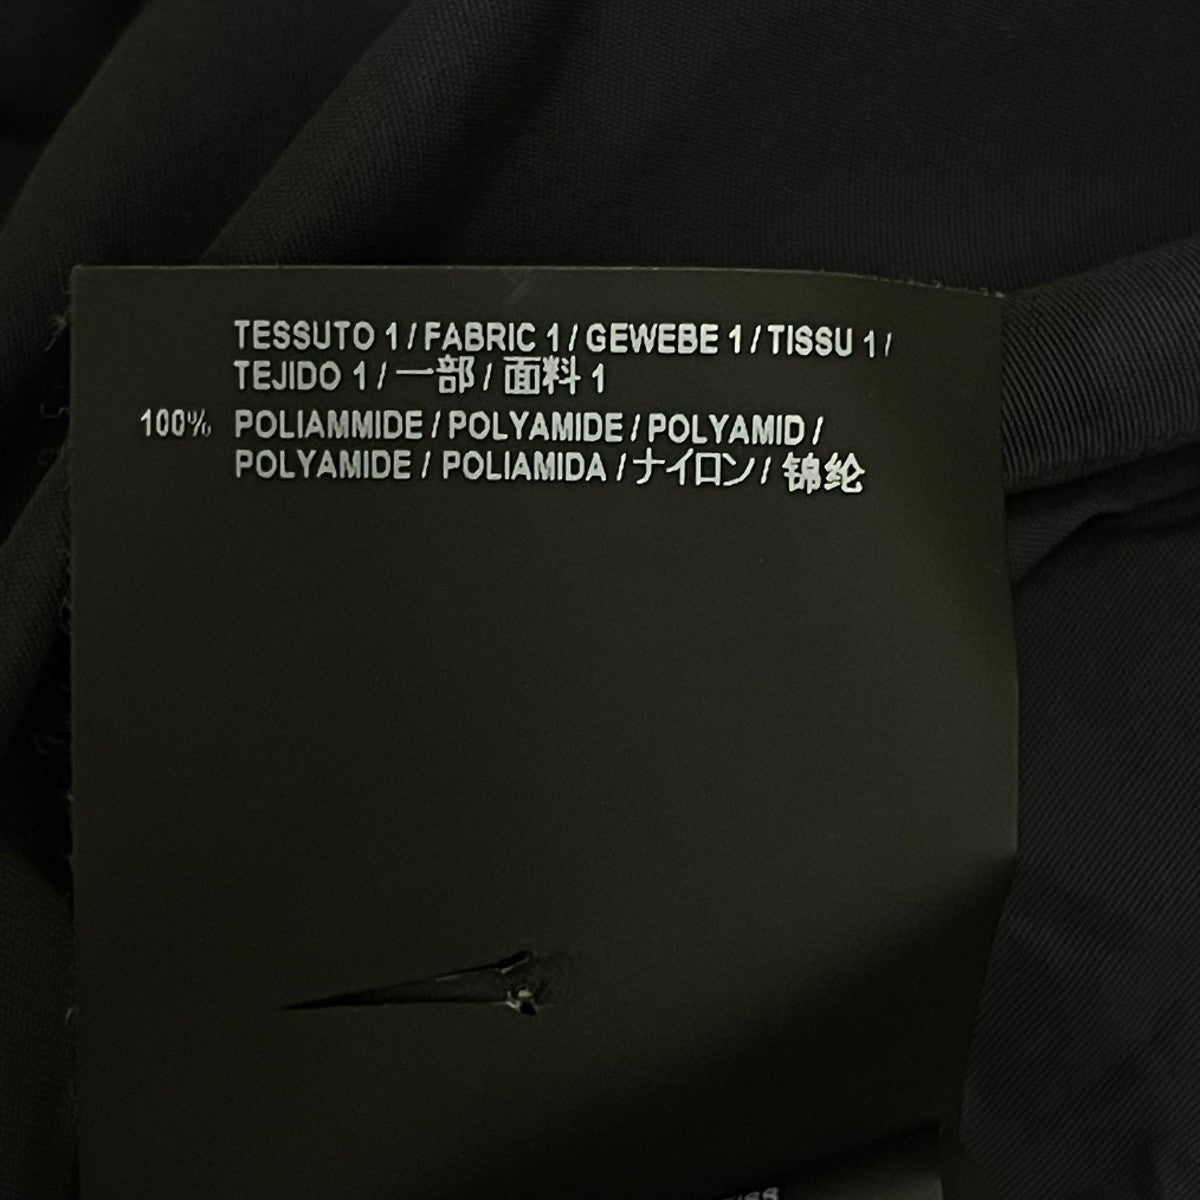 TESSUTO 1 / FABRIC 1 / GEWEBE 1 / TISSU 1 /
TEJIDO 1 / 一部 / 面料 1
100% POLIAMMIDE / POLYAMIDE / POLYAMID /
POLYAMIDE / POLIAMIDA / ナイロン / 锦纶